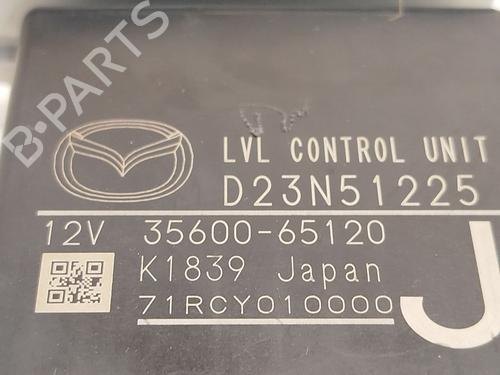 B-PARTS
LVL CONTROL UNIT
D23N51225
12V 35600-65120
K1839 Japan
71RCY010000
J